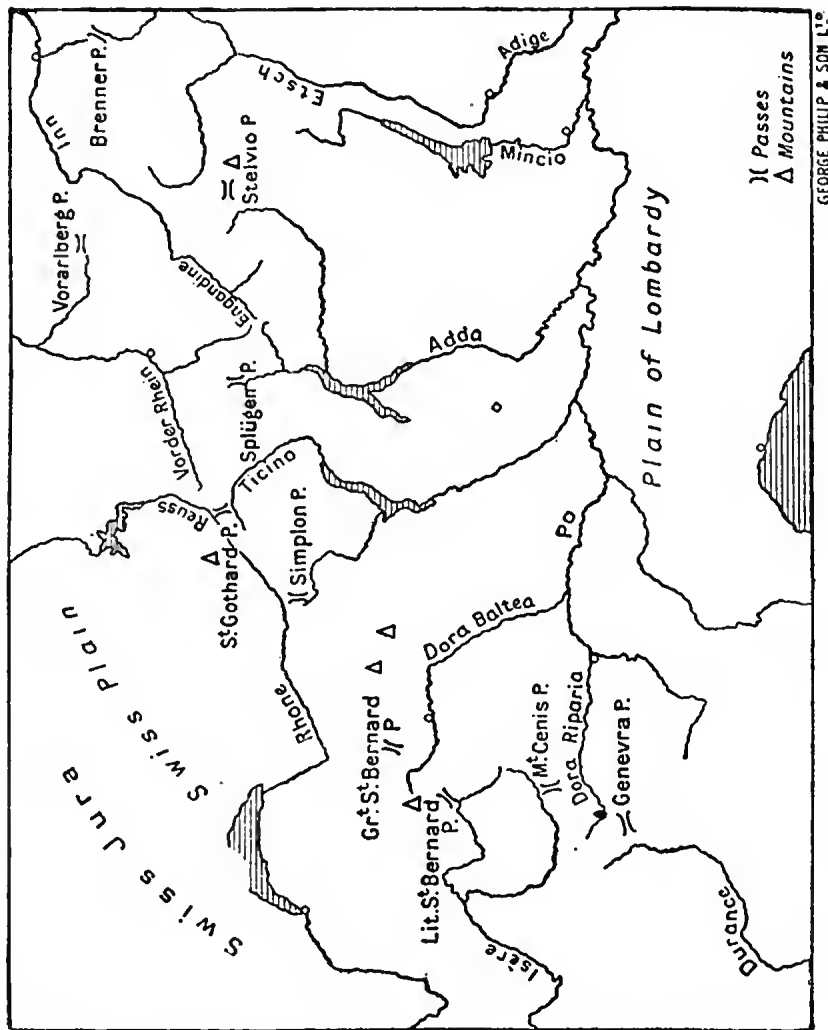 Swiss Jura
Swiss Plain
Rhone
Reuss
St. Gothard P.
Simplon P.
Ticino
Vorder Rhein
Splügen P.
Engandine
Vorarlberg P.
Inn
Brenner P.
Stelvio P
Etsch
Adige
Mincio
Adda
Grt. St. Bernard
P
Lit. St. Bernard
P.
Isère
Dora Baltea
Mt. Cenis P.
Dora Riparia
Genevra P.
Durance
Po
Plain of Lombardy
Passes
Mountains
GEORGE PHILIP & SON LTD.